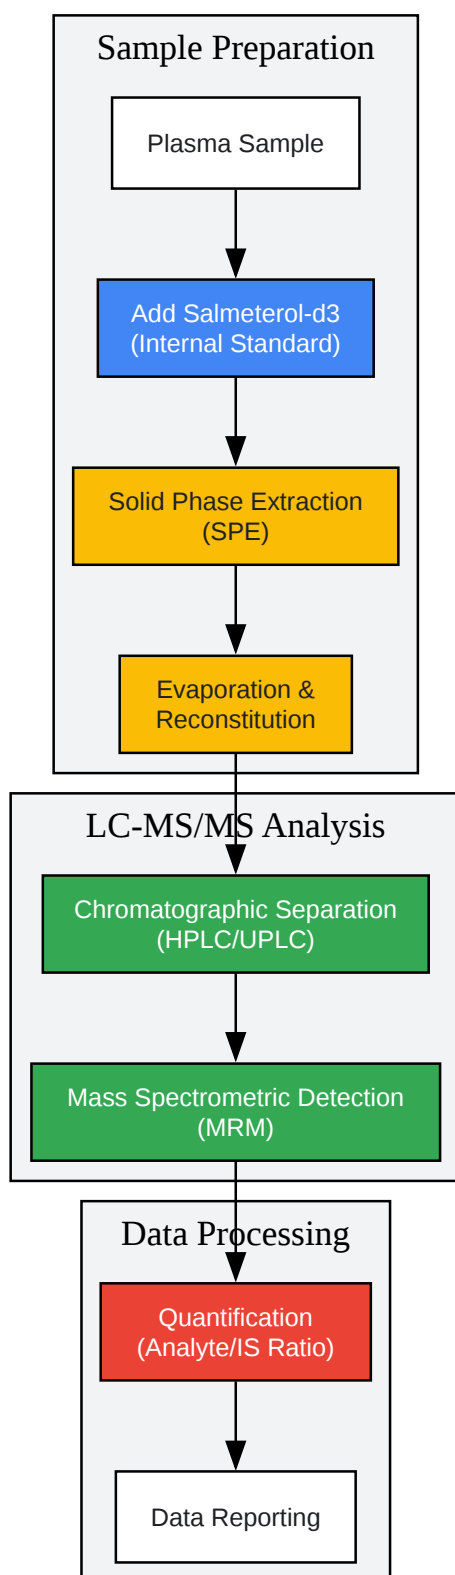 Sample Preparation
Plasma Sample
Add Salmeterol-d3
(Internal Standard)
Solid Phase Extraction
(SPE)
Evaporation &
Reconstitution
LC-MS/MS Analysis
Chromatographic Separation
(HPLC/UPLC)
Mass Spectrometric Detection
(MRM)
Data Processing
Quantification
(Analyte/IS Ratio)
Data Reporting